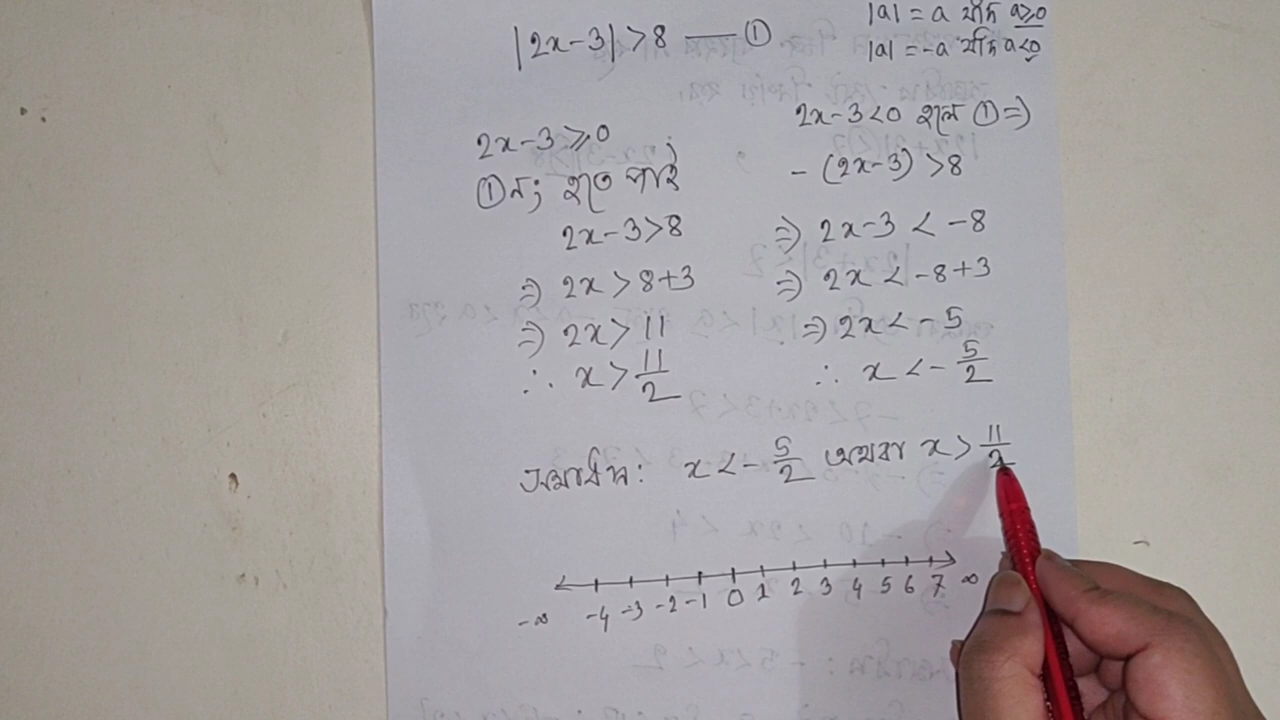 |2x-3|>8 —— ①
|a| = a যদি a≥0
|a| = -a যদি a<0
2x-3≥0
①নং হতে পাই
2x-3>8
⇒ 2x > 8+3
⇒ 2x > 11
∴ x > 11/2
2x-3<0 হলে ①⇒
-(2x-3) >8
⇒ 2x-3 < -8
⇒ 2x < -8+3
⇒ 2x < -5
∴ x < - 5/2
সমাধান: x < - 5/2 অথবা x > 11/2
-∞ -4 -3 -2 -1 0 1 2 3 4 5 6 7 ∞